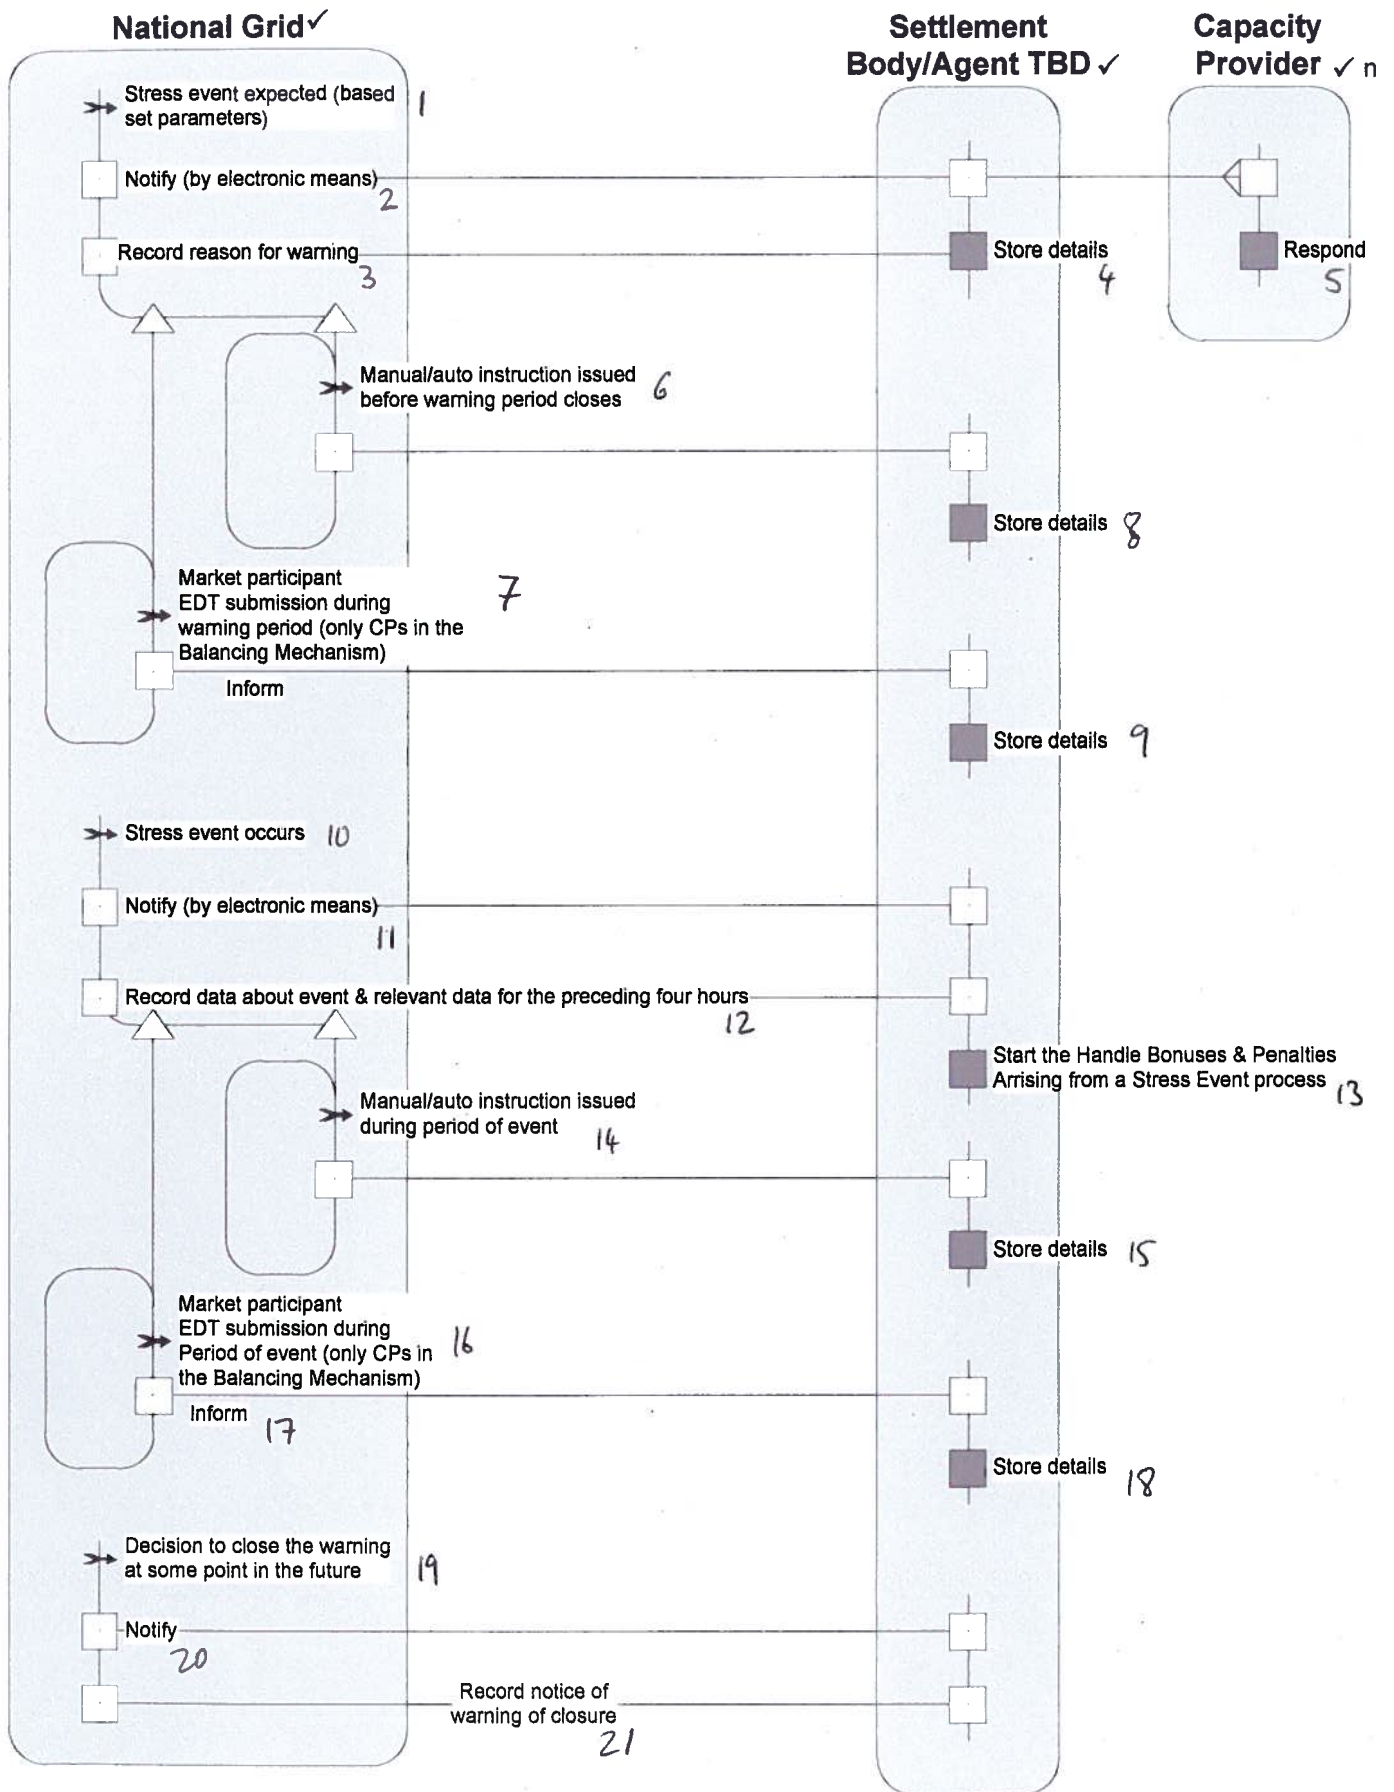 National Grid ✓
Settlement
Body/Agent TBD ✓
Capacity
Provider ✓ n
Stress event expected (based
set parameters)
1
Notify (by electronic means)
2
Record reason for warning
3
Store details
4
Respond
5
Manual/auto instruction issued
before warning period closes
6
Store details
8
Market participant
EDT submission during
warning period (only CPs in the
Balancing Mechanism)
7
Inform
Store details
9
Stress event occurs
10
Notify (by electronic means)
11
Record data about event & relevant data for the preceding four hours
12
Start the Handle Bonuses & Penalties
Arrising from a Stress Event process
13
Manual/auto instruction issued
during period of event
14
Store details
15
Market participant
EDT submission during
Period of event (only CPs in
the Balancing Mechanism)
16
Inform
17
Store details
18
Decision to close the warning
at some point in the future
19
Notify
20
Record notice of
warning of closure
21